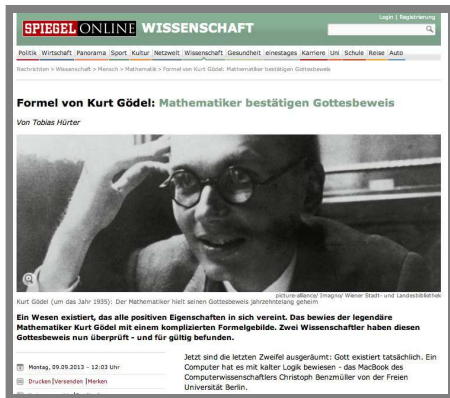 Login | Registrierung
SPIEGEL ONLINE WISSENSCHAFT
Politik Wirtschaft Panorama Sport Kultur Netzwelt Wissenschaft Gesundheit einestages Karriere Uni Schule Reise Auto
Nachrichten > Wissenschaft > Mensch > Mathematik > Formel von Kurt Gödel: Mathematiker bestätigen Gottesbeweis
Formel von Kurt Gödel: Mathematiker bestätigen Gottesbeweis
Von Tobias Hürter
picture-alliance/ Imagno/ Wiener Stadt- und Landesbibliothek
Kurt Gödel (um das Jahr 1935): Der Mathematiker hielt seinen Gottesbeweis jahrzehntelang geheim
Ein Wesen existiert, das alle positiven Eigenschaften in sich vereint. Das bewies der legendäre
Mathematiker Kurt Gödel mit einem komplizierten Formelgebilde. Zwei Wissenschaftler haben diesen
Gottesbeweis nun überprüft - und für gültig befunden.
Montag, 09.09.2013 – 12:03 Uhr
Drucken | Versenden | Merken
Jetzt sind die letzten Zweifel ausgeräumt: Gott existiert tatsächlich. Ein
Computer hat es mit kalter Logik bewiesen - das MacBook des
Computerwissenschaftlers Christoph Benzmüller von der Freien
Universität Berlin.